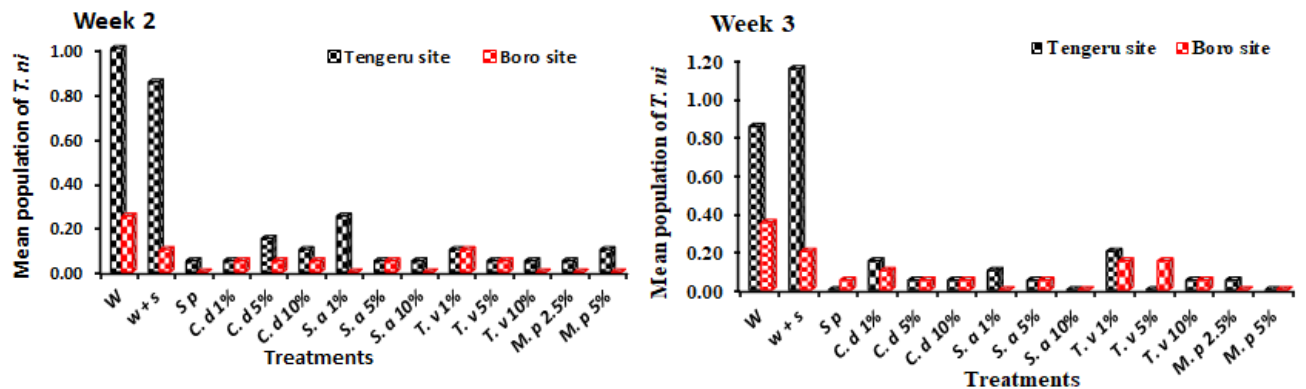 Week 2
Tengeru site
Boro site
Mean population of T. ni
1.00
0.80
0.60
0.40
0.20
0.00
W
w + s
S p
C. d 1%
C. d 5%
C. d 10%
S. a 1%
S. a 5%
S. a 10%
T. v 1%
T. v 5%
T. v 10%
M. p 2.5%
M. p 5%
Treatments
Week 3
Tengeru site
Boro site
Mean population of T. ni
1.20
1.00
0.80
0.60
0.40
0.20
0.00
W
w + s
S p
C. d 1%
C. d 5%
C. d 10%
S. a 1%
S. a 5%
S. a 10%
T. v 1%
T. v 5%
T. v 10%
M. p 2.5%
M. p 5%
Treatments